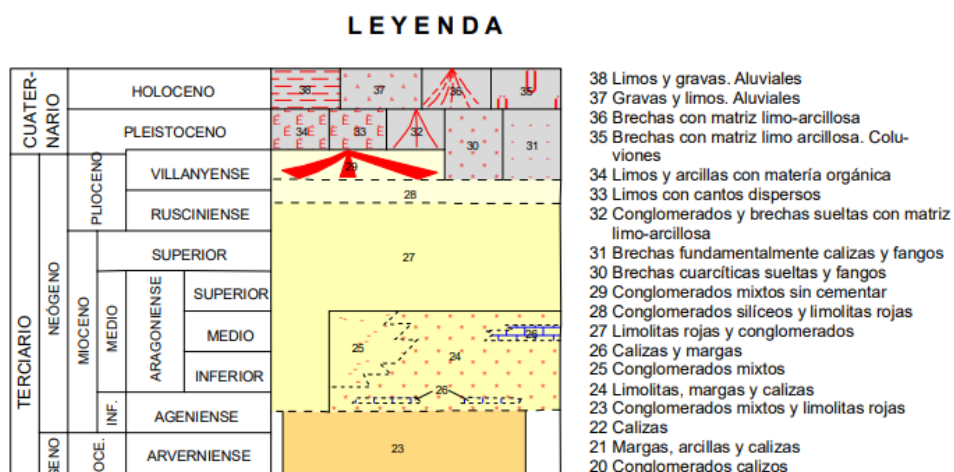 LEYENDA
CUATER-
NARIO
HOLOCENO
PLEISTOCENO
TERCIARIO
NEÓGENO
PLIOCENO
VILLANYENSE
RUSCINIENSE
MIOCENO
SUPERIOR
MEDIO
ARAGONIENSE
SUPERIOR
MEDIO
INFERIOR
INF.
AGENIENSE
GENO
OCE.
ARVERNIENSE
38
37
36
35
34
33
32
30
31
29
28
27
26
25
24
26
23
38 Limos y gravas. Aluviales
37 Gravas y limos. Aluviales
36 Brechas con matriz limo-arcillosa
35 Brechas con matriz limo arcillosa. Colu-
viones
34 Limos y arcillas con matería orgánica
33 Limos con cantos dispersos
32 Conglomerados y brechas sueltas con matriz
limo-arcillosa
31 Brechas fundamentalmente calizas y fangos
30 Brechas cuarcíticas sueltas y fangos
29 Conglomerados mixtos sin cementar
28 Conglomerados silíceos y limolitas rojas
27 Limolitas rojas y conglomerados
26 Calizas y margas
25 Conglomerados mixtos
24 Limolitas, margas y calizas
23 Conglomerados mixtos y limolitas rojas
22 Calizas
21 Margas, arcillas y calizas
20 Conglomerados calizos